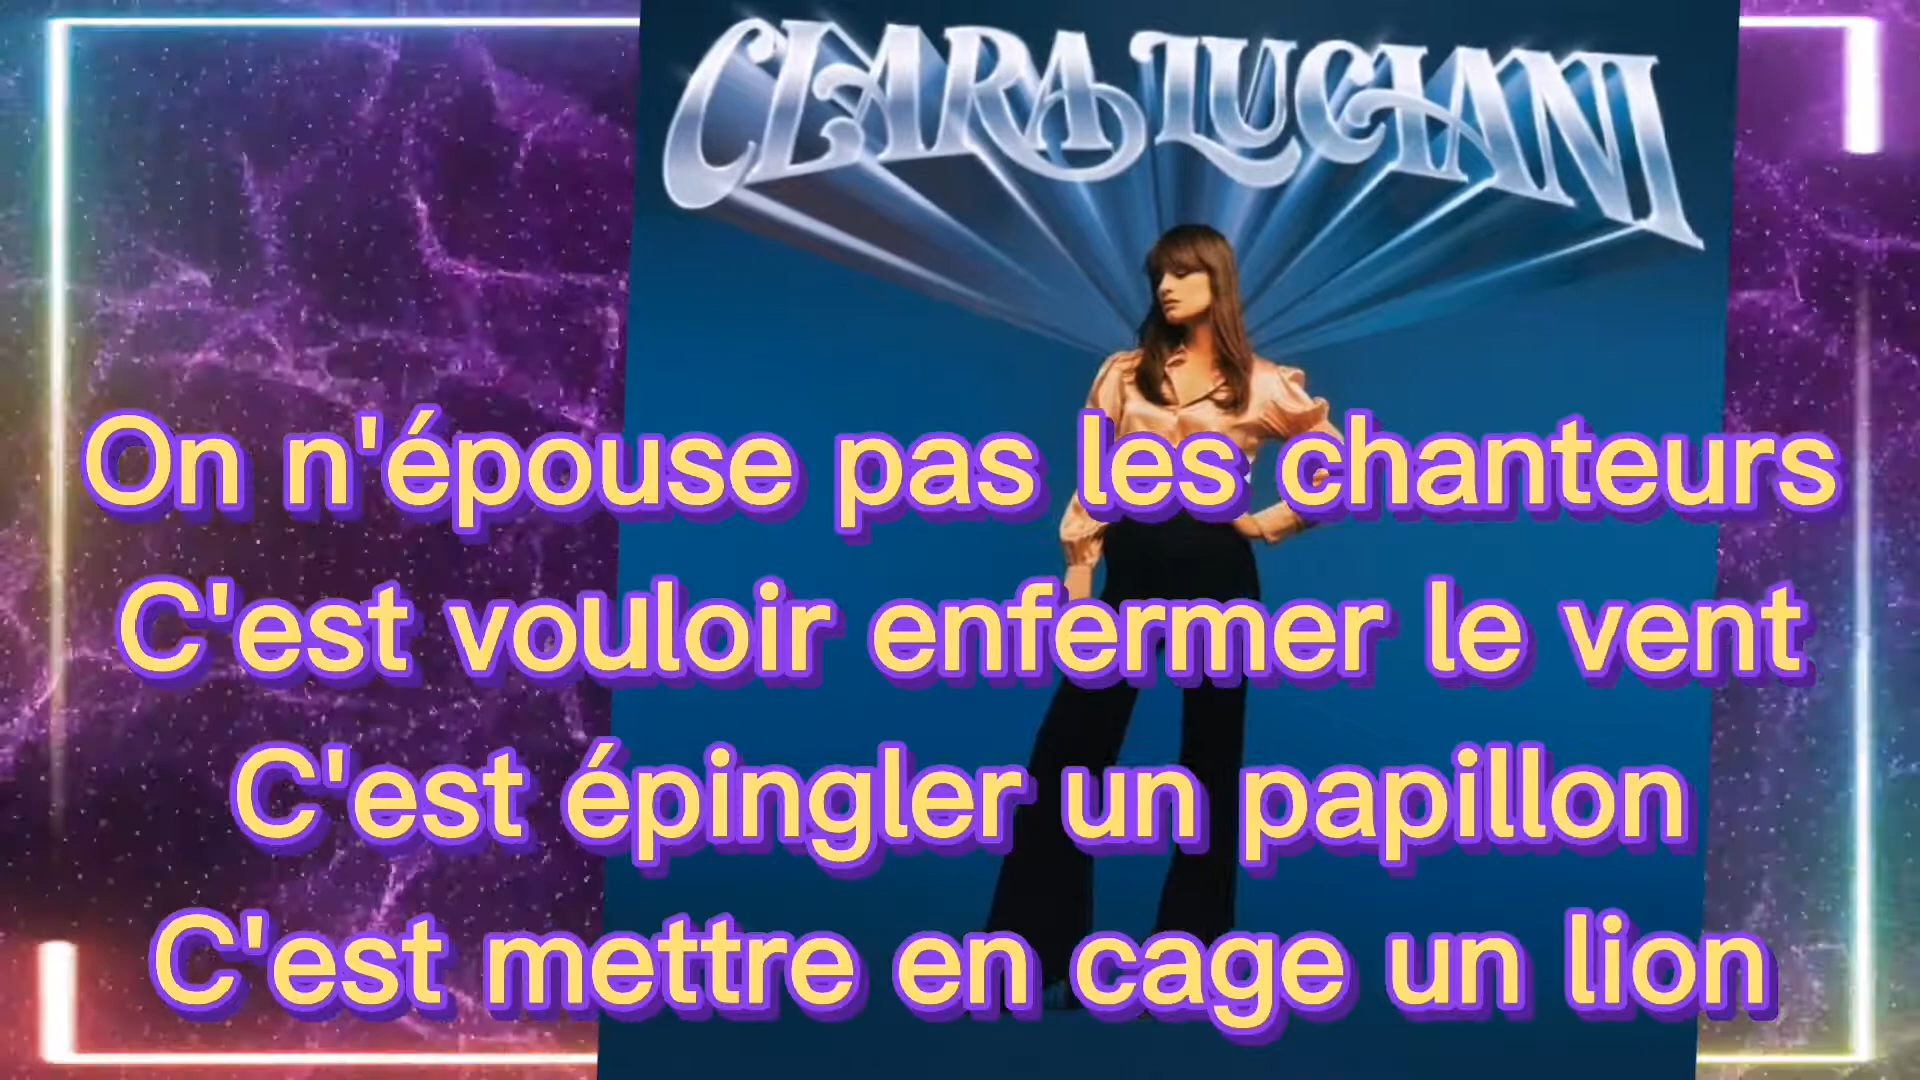 CLARA LUCIANI
On n'épouse pas les chanteurs
C'est vouloir enfermer le vent
C'est épingler un papillon
C'est mettre en cage un lion